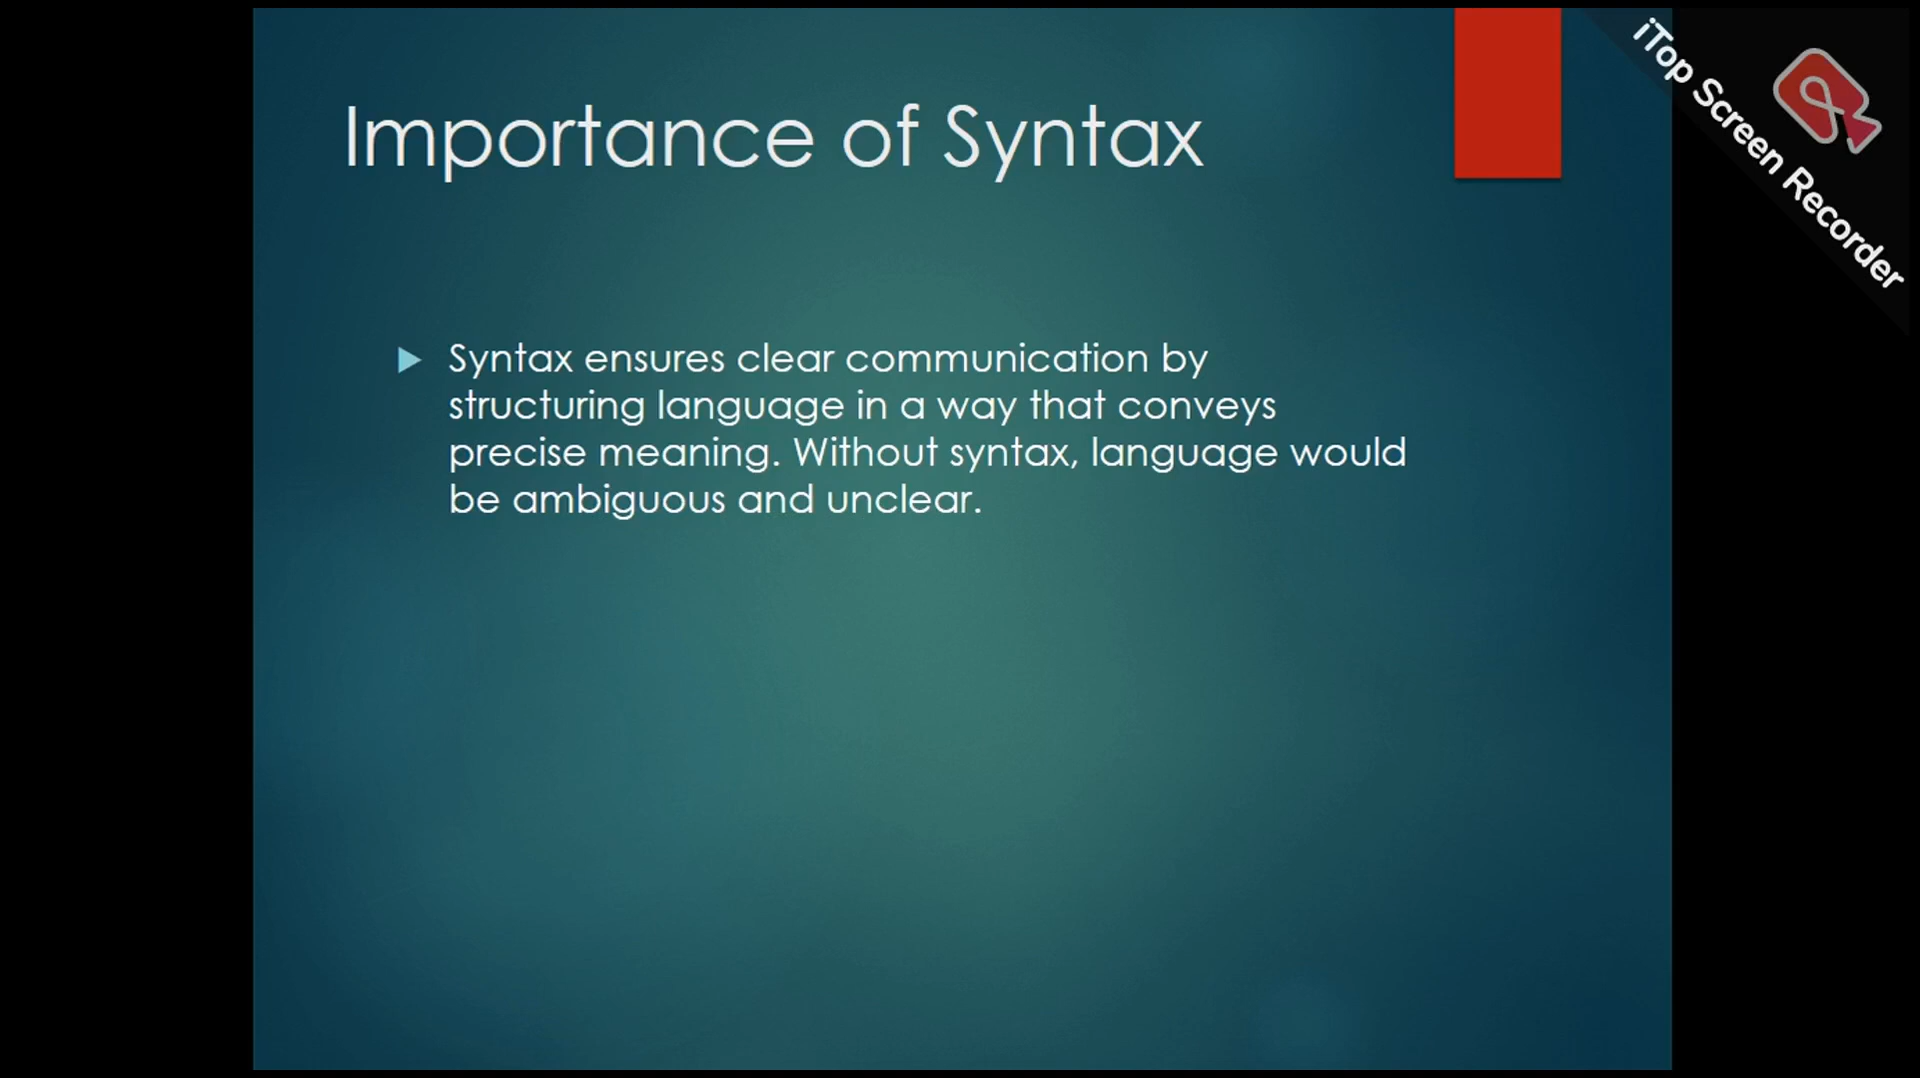 Importance of Syntax
Syntax ensures clear communication by
structuring language in a way that conveys
precise meaning. Without syntax, language would
be ambiguous and unclear.
iTop Screen Recorder